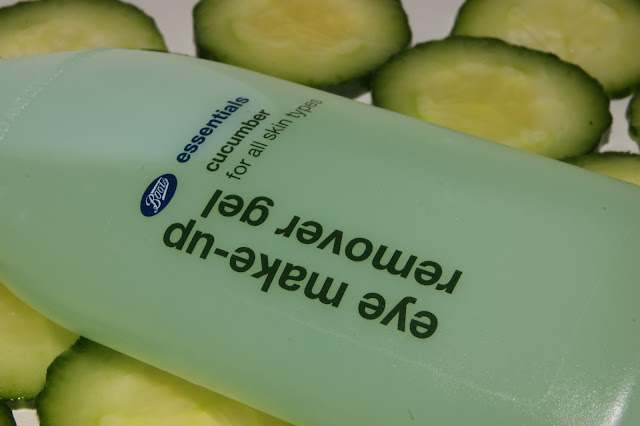 Boots
essentials
cucumber
for all skin types
eye make-up
remover gel